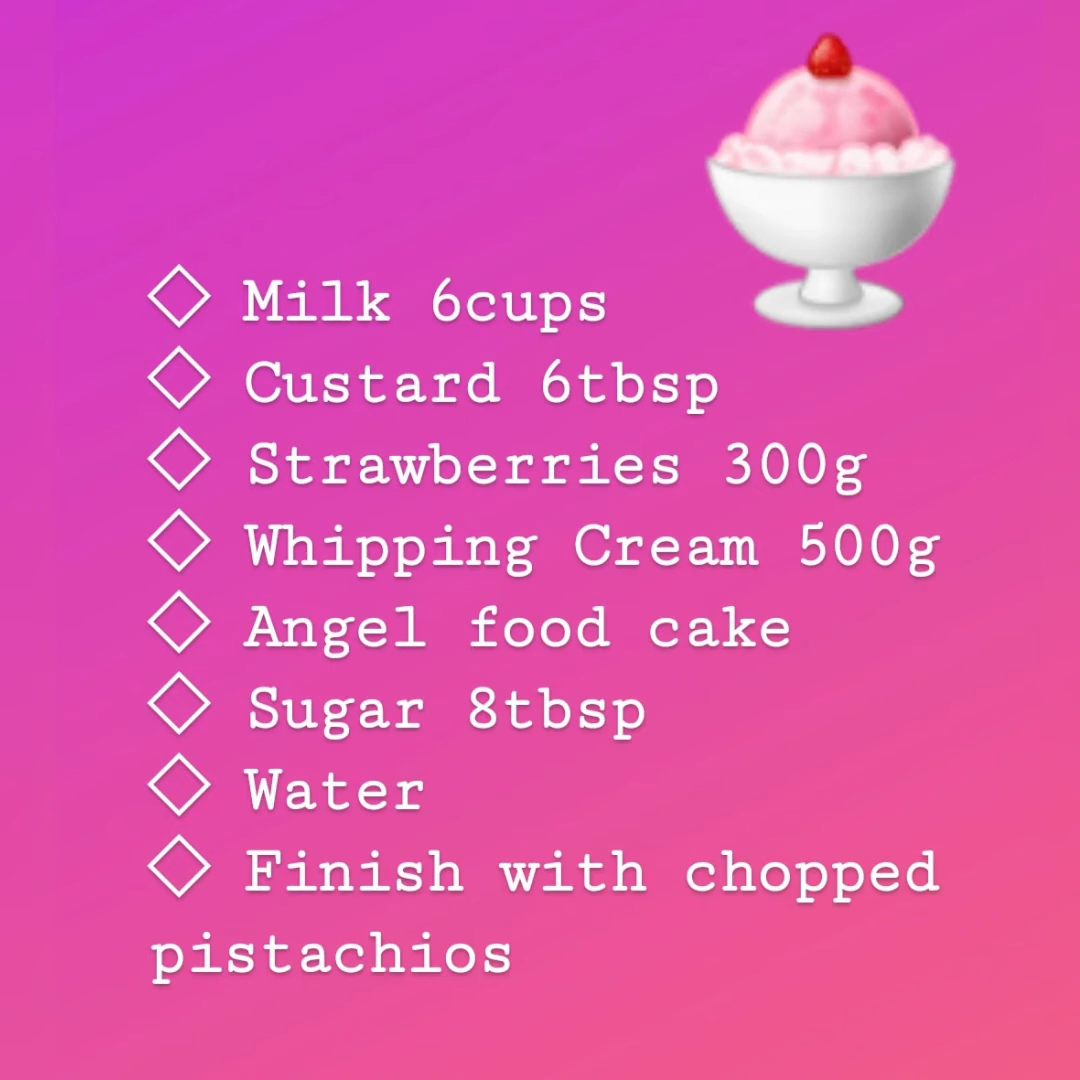 ◇ Milk 6cups
◇ Custard 6tbsp
◇ Strawberries 300g
◇ Whipping Cream 500g
◇ Angel food cake
◇ Sugar 8tbsp
◇ Water
◇ Finish with chopped
pistachios